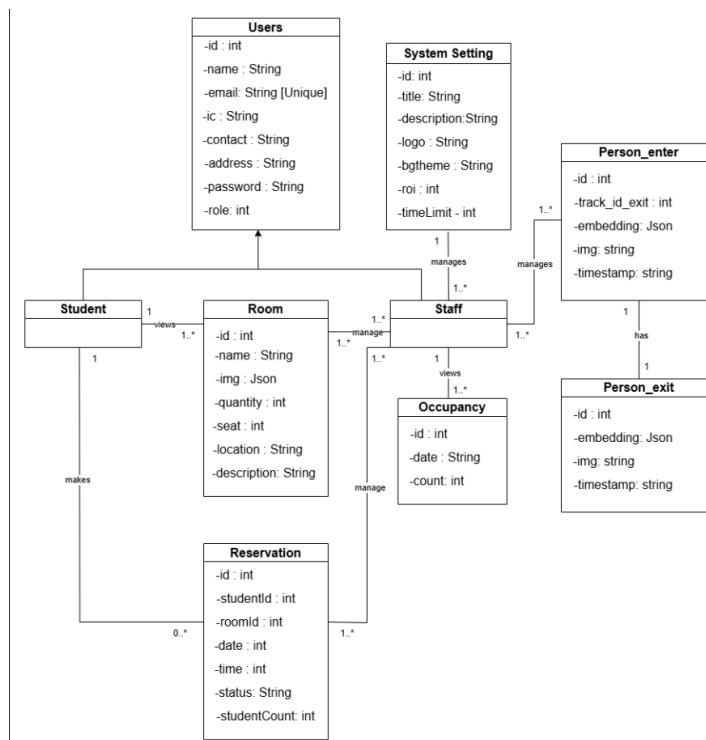 Users
-id : int
-name : String
-email: String [Unique]
-ic : String
-contact : String
-address : String
-password : String
-role: int
System Setting
-id: int
-title: String
-description:String
-logo : String
-bgtheme : String
-roi : int
-timeLimit - int
Person_enter
-id : int
-track_id_exit : int
-embedding: Json
-img: string
-timestamp: string
1
manages
1..*
1..*
manages
1..*
Student
1
views
1..*
Room
-id : int
-name : String
-img : Json
-quantity : int
-seat : int
-location : String
-description: String
1..*
manage
1..*
Staff
1..*
1
views
1..*
1
has
1
Occupancy
-id : int
-date : String
-count: int
Person_exit
-id : int
-embedding: Json
-img: string
-timestamp: string
1
makes
0..*
manage
1..*
Reservation
-id : int
-studentId : int
-roomId : int
-date : int
-time : int
-status: String
-studentCount: int